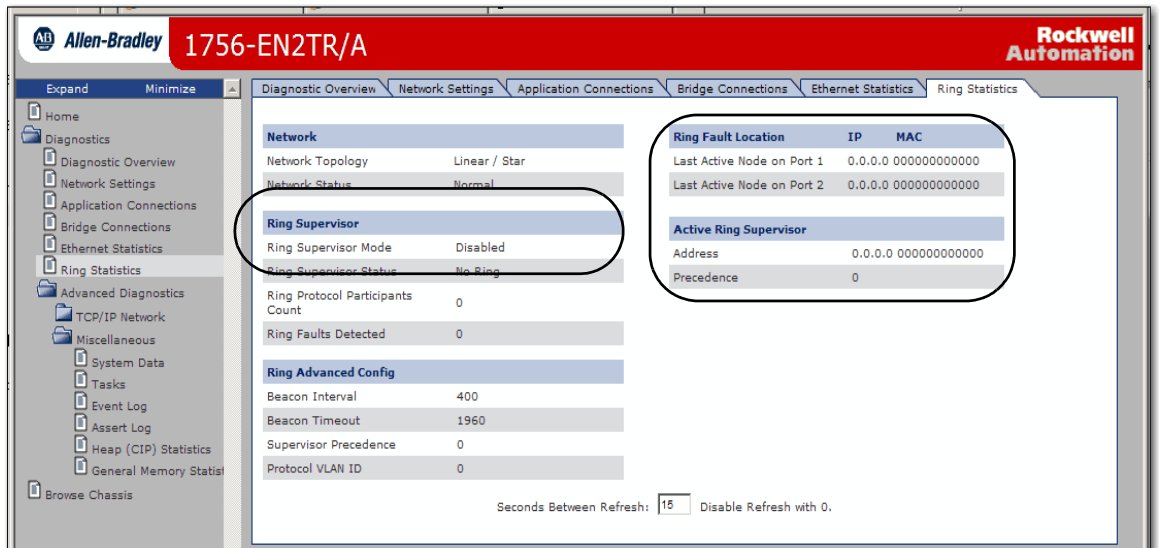 AB Allen-Bradley
1756-EN2TR/A
Rockwell
Automation
Expand Minimize
Home
Diagnostics
Diagnostic Overview
Network Settings
Application Connections
Bridge Connections
Ethernet Statistics
Ring Statistics
Advanced Diagnostics
TCP/IP Network
Miscellaneous
System Data
Tasks
Event Log
Assert Log
Heap (CIP) Statistics
General Memory Statist
Browse Chassis
Diagnostic Overview Network Settings Application Connections Bridge Connections Ethernet Statistics Ring Statistics
Network
Network Topology Linear / Star
Network Status Normal
Ring Supervisor
Ring Supervisor Mode Disabled
Ring Supervisor Status No Ring
Ring Protocol Participants
Count 0
Ring Faults Detected 0
Ring Advanced Config
Beacon Interval 400
Beacon Timeout 1960
Supervisor Precedence 0
Protocol VLAN ID 0
Ring Fault Location IP MAC
Last Active Node on Port 1 0.0.0.0 000000000000
Last Active Node on Port 2 0.0.0.0 000000000000
Active Ring Supervisor
Address 0.0.0.0 000000000000
Precedence 0
Seconds Between Refresh: 15 Disable Refresh with 0.